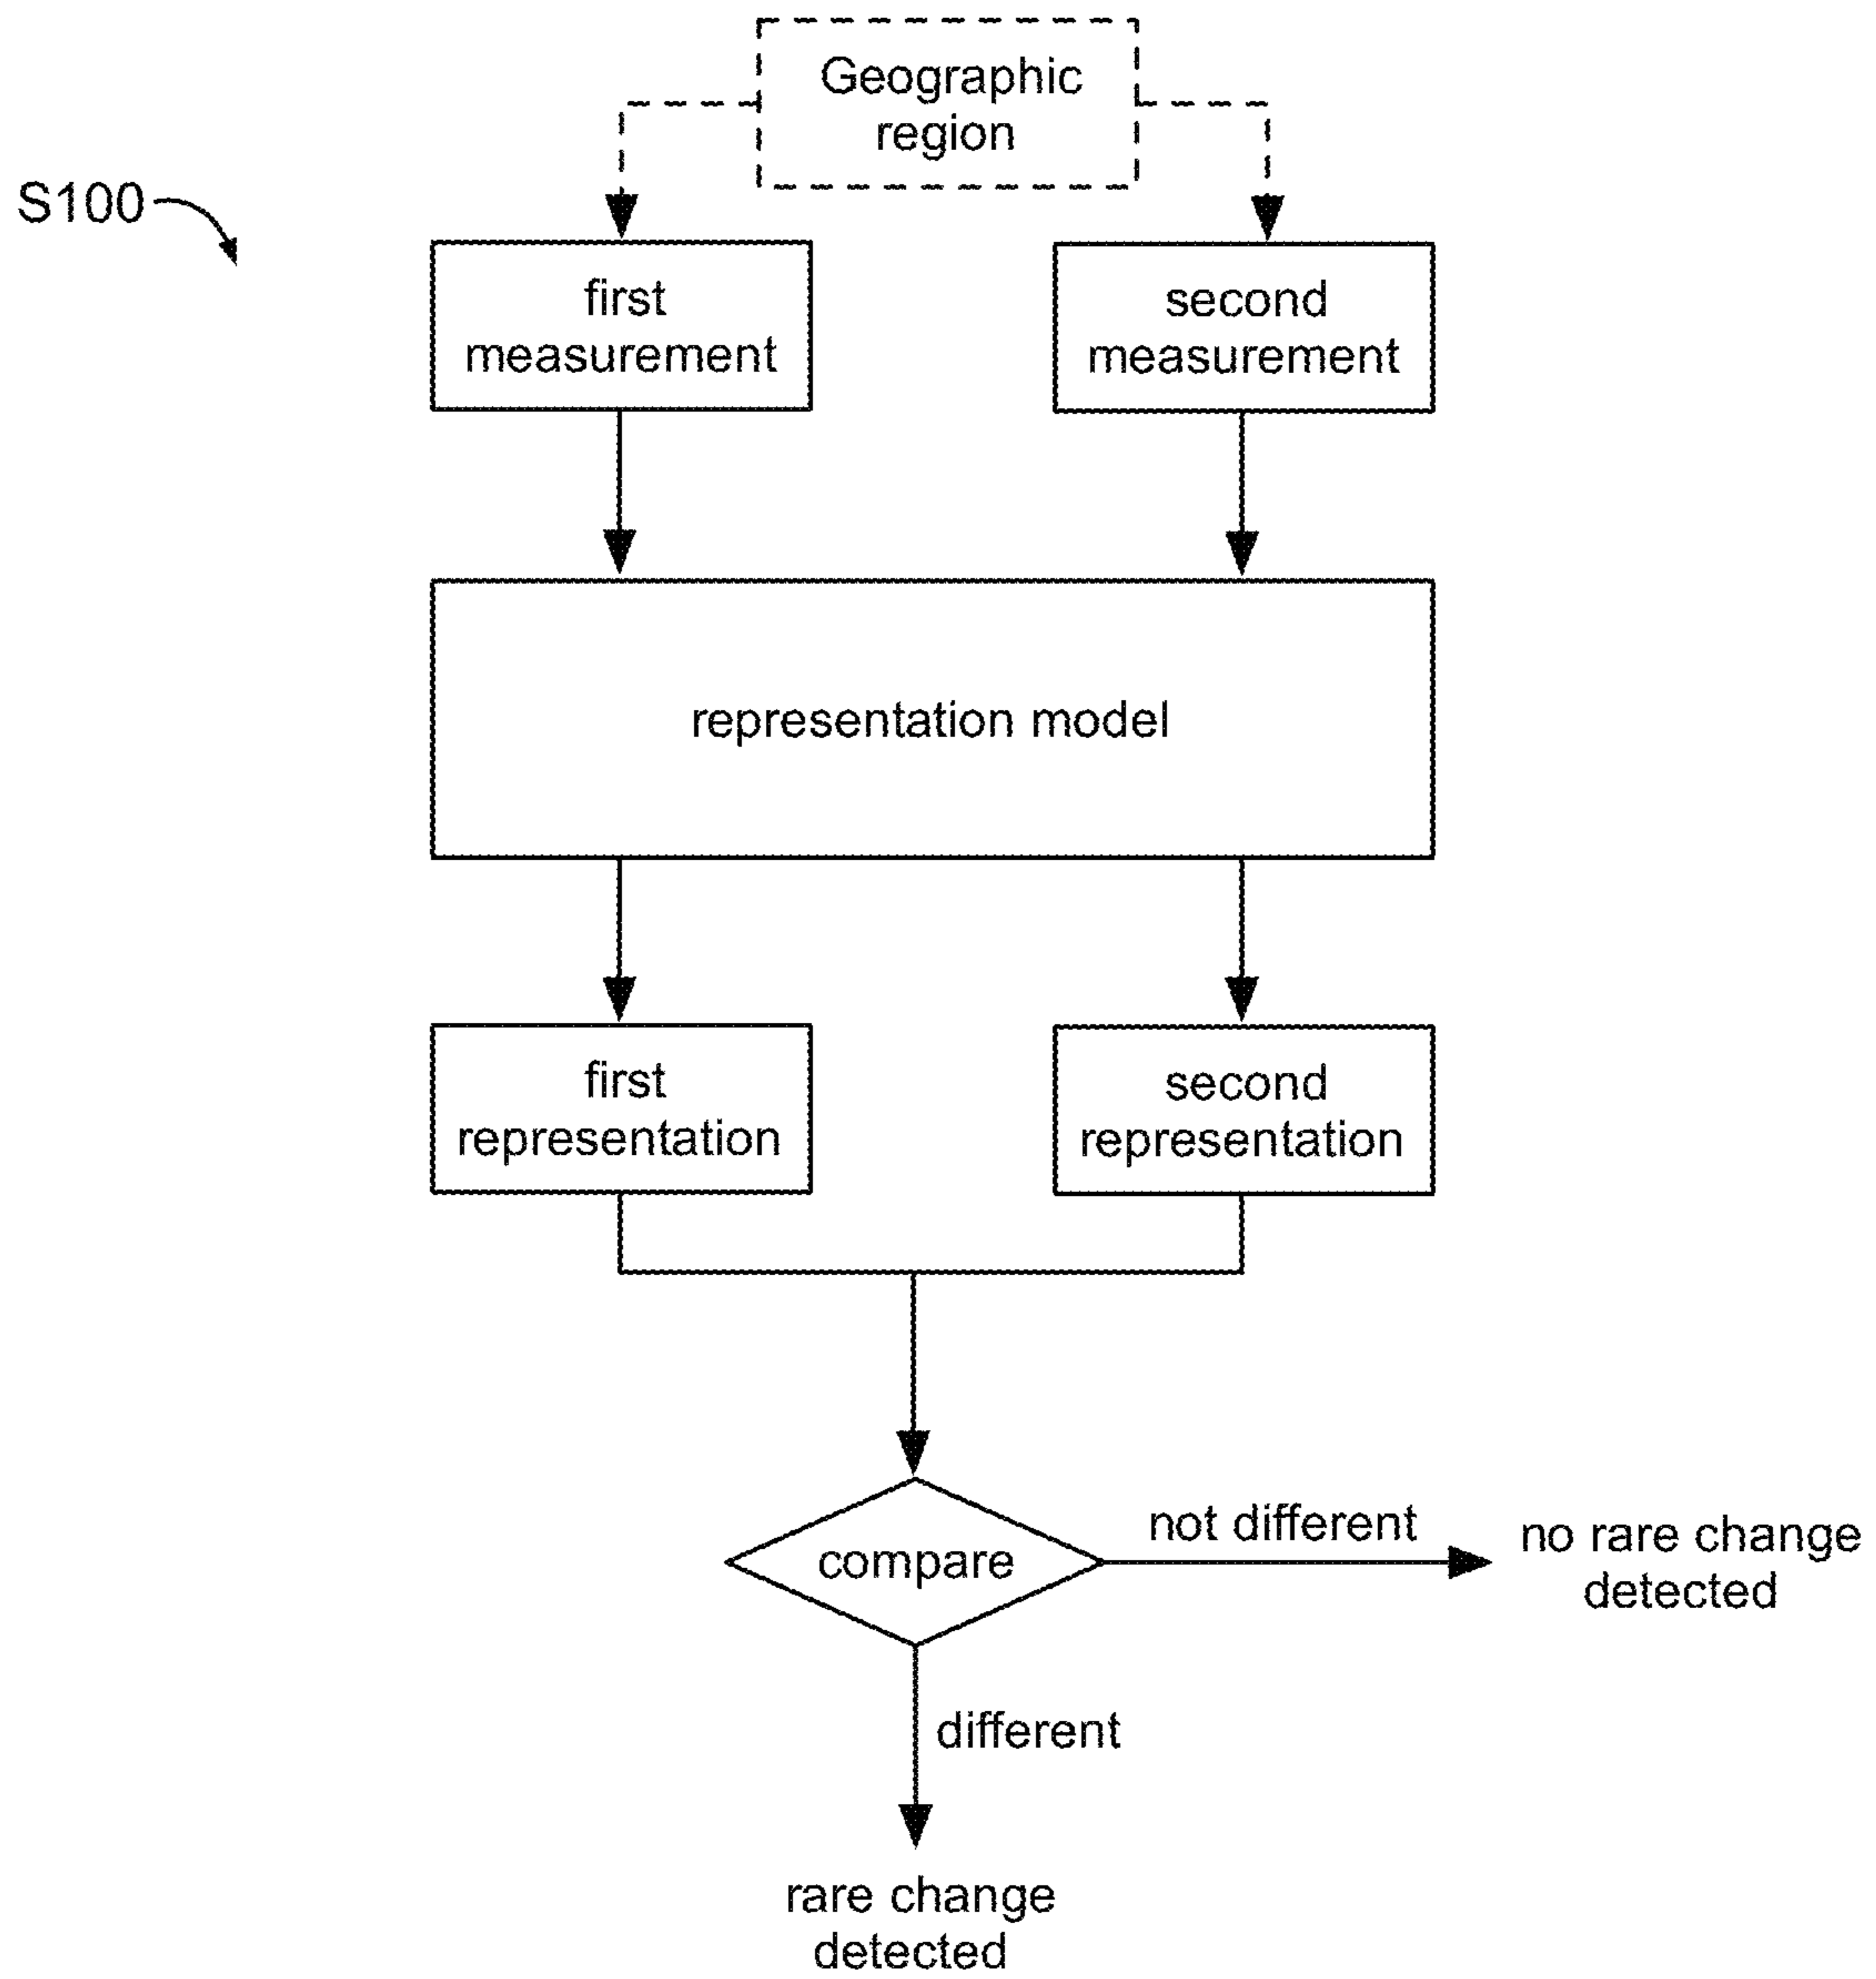 Geographic
region
S100
first
measurement
second
measurement
representation model
first
representation
second
representation
compare
not different
no rare change
detected
different
rare change
detected